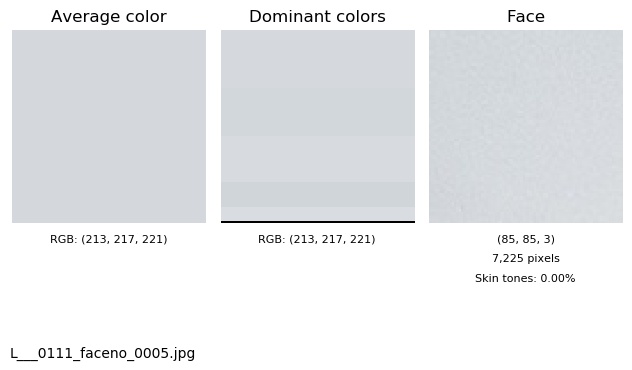 Average color
Dominant colors
Face
RGB: (213, 217, 221)
RGB: (213, 217, 221)
(85, 85, 3)
7,225 pixels
Skin tones: 0.00%
L___0111_faceno_0005.jpg